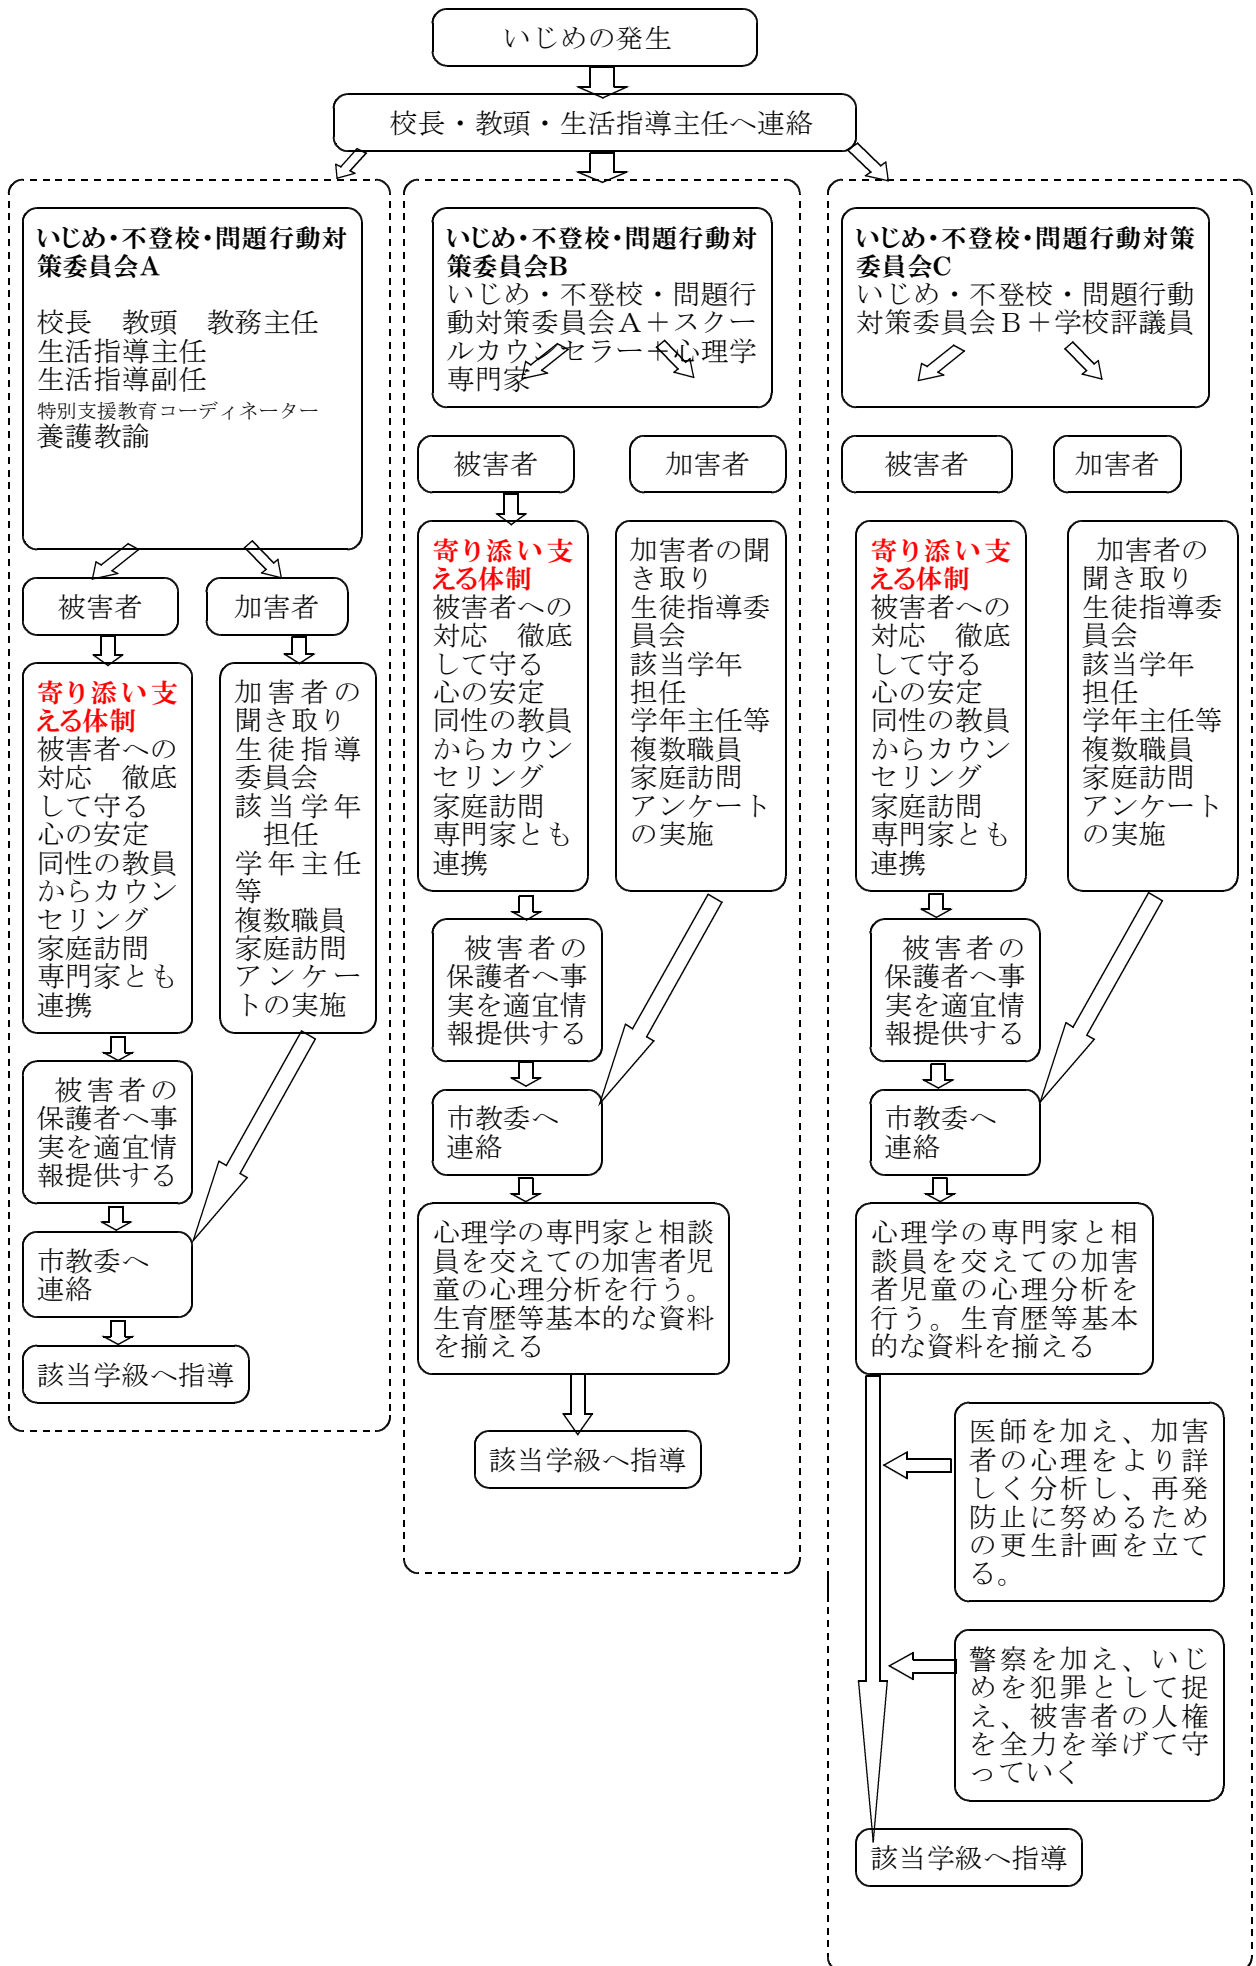 いじめの発生
校長・教頭・生活指導主任へ連絡
いじめ・不登校・問題行動対
策委員会A
校長　教頭　教務主任
生活指導主任
生活指導副任
特別支援教育コーディネーター
養護教諭
被害者
加害者
寄り添い支
える体制
被害者への
対応　徹底
して守る
心の安定
同性の教員
からカウン
セリング
家庭訪問
専門家とも
連携
加害者の
聞き取り
生徒指導
委員会
該当学年
担任
学年主任
等
複数職員
家庭訪問
アンケー
トの実施
被害者の
保護者へ事
実を適宜情
報提供する
市教委へ
連絡
該当学級へ指導
いじめ・不登校・問題行動対
策委員会B
いじめ・不登校・問題行
動対策委員会A＋スクー
ルカウンセラー＋心理学
専門家
被害者
加害者
寄り添い支
える体制
被害者への
対応　徹底
して守る
心の安定
同性の教員
からカウン
セリング
家庭訪問
専門家とも
連携
加害者の聞
き取り
生徒指導委
員会
該当学年
担任
学年主任等
複数職員
家庭訪問
アンケート
の実施
被害者の
保護者へ事
実を適宜情
報提供する
市教委へ
連絡
心理学の専門家と相談
員を交えての加害者児
童の心理分析を行う。
生育歴等基本的な資料
を揃える
該当学級へ指導
いじめ・不登校・問題行動対策
委員会C
いじめ・不登校・問題行動
対策委員会B＋学校評議員
被害者
加害者
寄り添い支
える体制
被害者への
対応　徹底
して守る
心の安定
同性の教員
からカウン
セリング
家庭訪問
専門家とも
連携
加害者の
聞き取り
生徒指導委
員会
該当学年
担任
学年主任等
複数職員
家庭訪問
アンケート
の実施
被害者の
保護者へ事
実を適宜情
報提供する
市教委へ
連絡
心理学の専門家と相
談員を交えての加害
者児童の心理分析を
行う。生育歴等基本
的な資料を揃える
医師を加え、加害
者の心理をより詳
しく分析し、再発
防止に努めるため
の更生計画を立て
る。
警察を加え、いじ
めを犯罪として捉
え、被害者の人権
を全力を挙げて守
っていく
該当学級へ指導